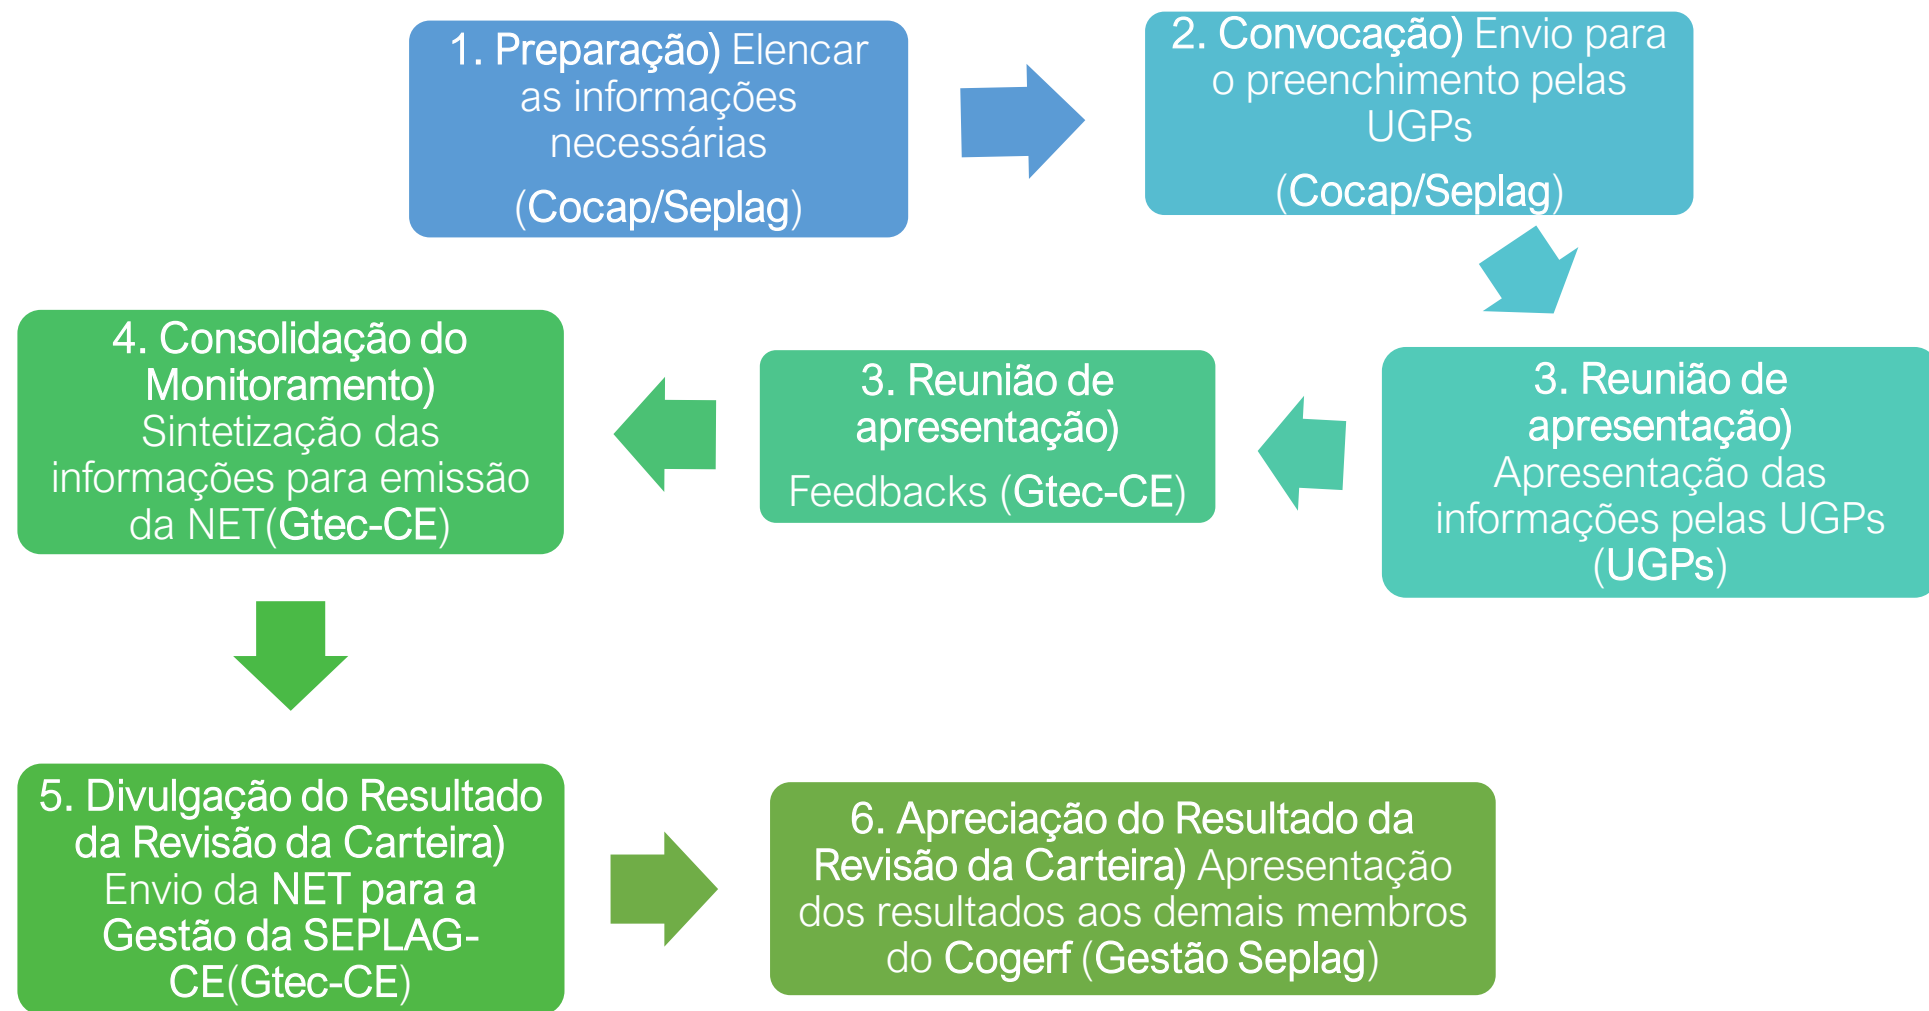 1. Preparação) Elencar
as informações
necessárias
(Cocap/Seplag)
2. Convocação) Envio para
o preenchimento pelas
UGPs
(Cocap/Seplag)
3. Reunião de
apresentação)
Apresentação das
informações pelas UGPs
(UGPs)
3. Reunião de
apresentação)
Feedbacks (Gtec-CE)
4. Consolidação do
Monitoramento)
Sintetização das
informações para emissão
da NET(Gtec-CE)
5. Divulgação do Resultado
da Revisão da Carteira)
Envio da NET para a
Gestão da SEPLAG-
CE(Gtec-CE)
6. Apreciação do Resultado da
Revisão da Carteira) Apresentação
dos resultados aos demais membros
do Cogerf (Gestão Seplag)